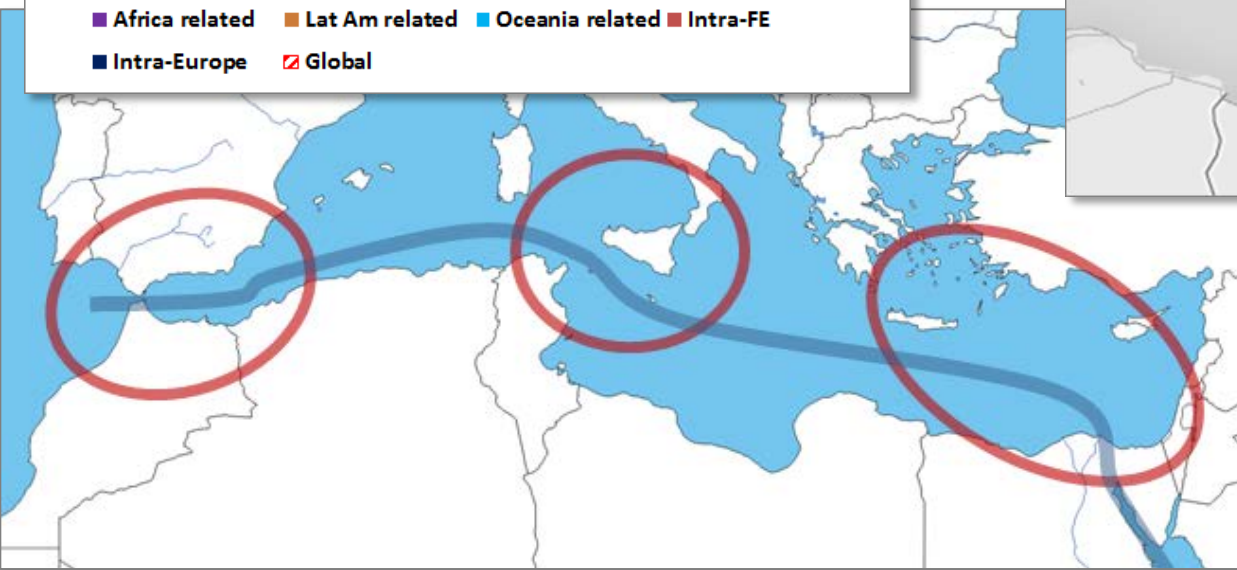 Africa related Lat Am related Oceania related Intra-FE
Intra-Europe Global